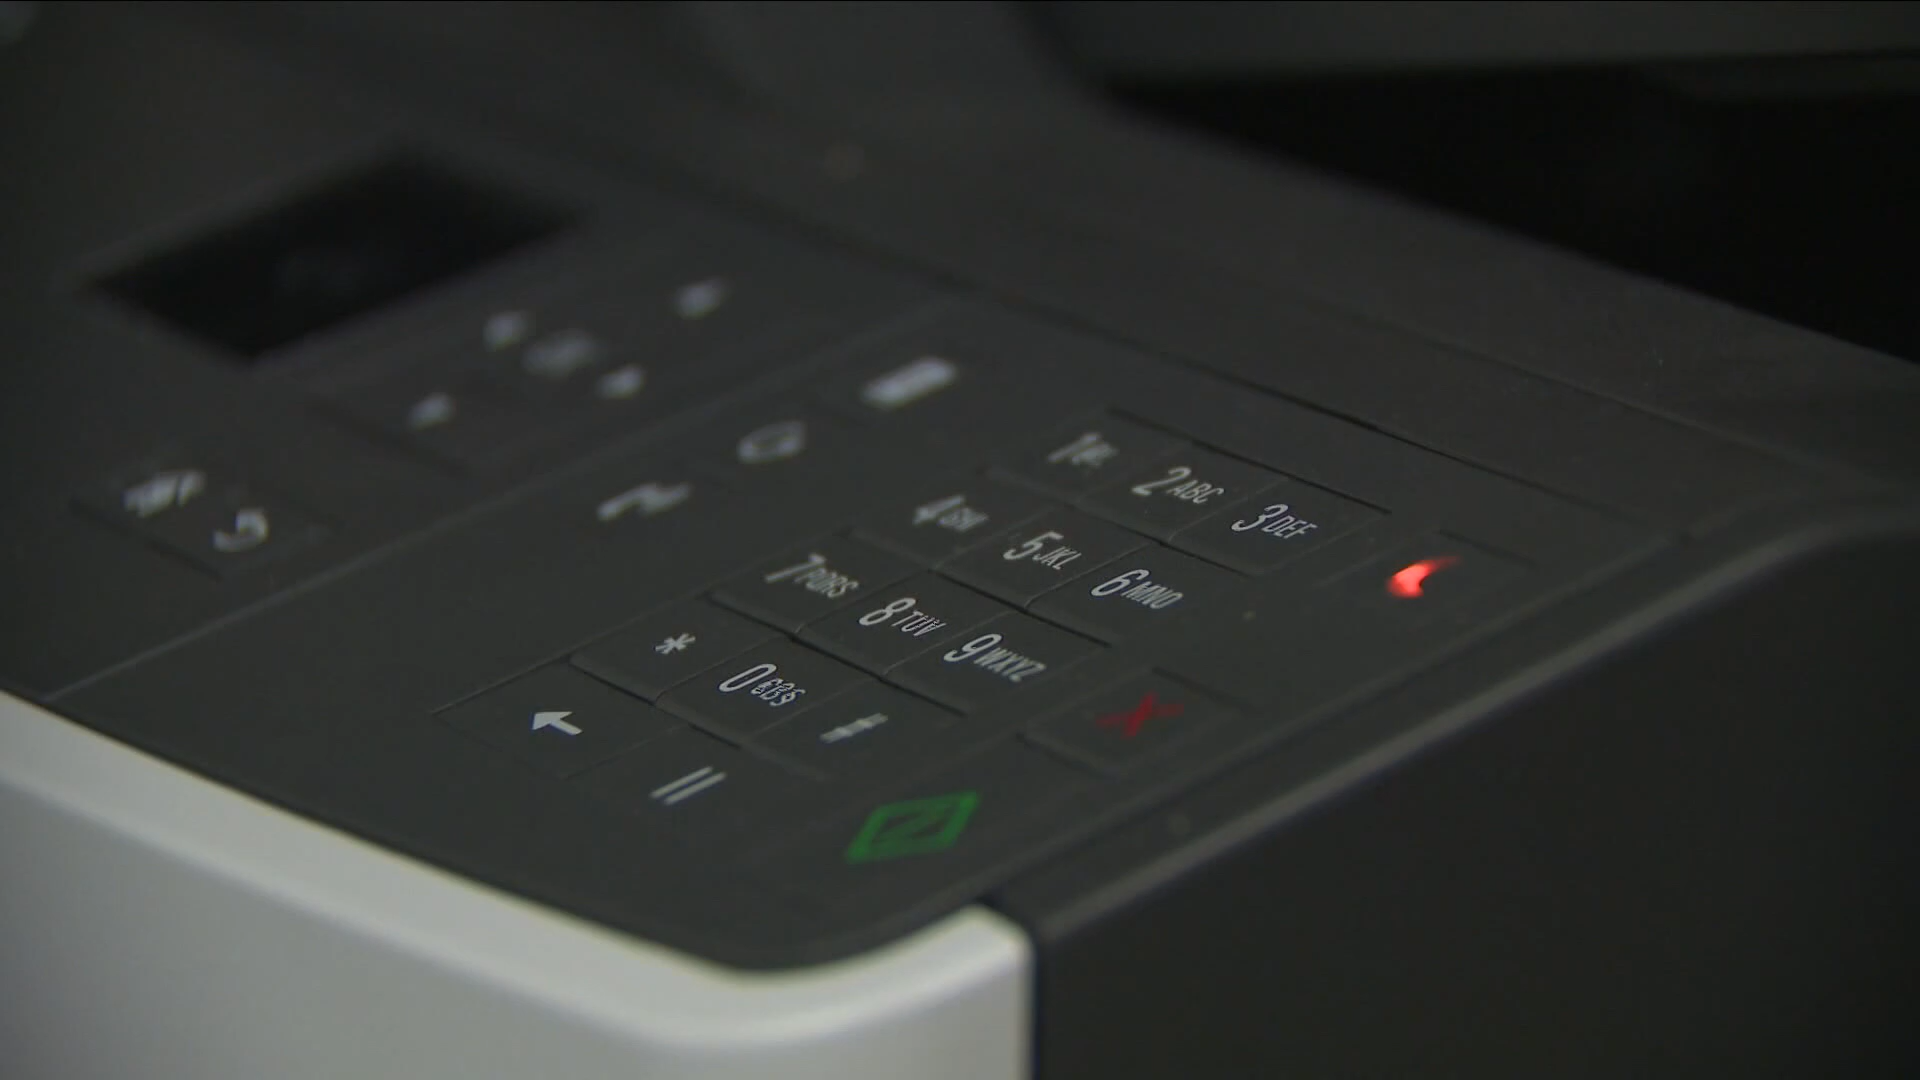 1
2ABC
3DEF
4GHI
5JKL
6MNO
7PQRS
8TUV
9WXYZ
*
0
#